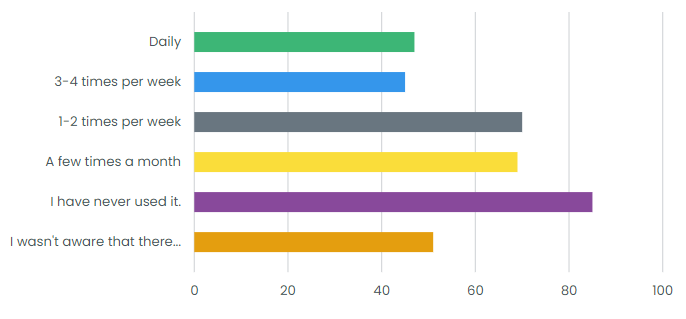 Daily
3-4 times per week
1-2 times per week
A few times a month
I have never used it.
I wasn't aware that there...
0 20 40 60 80 100